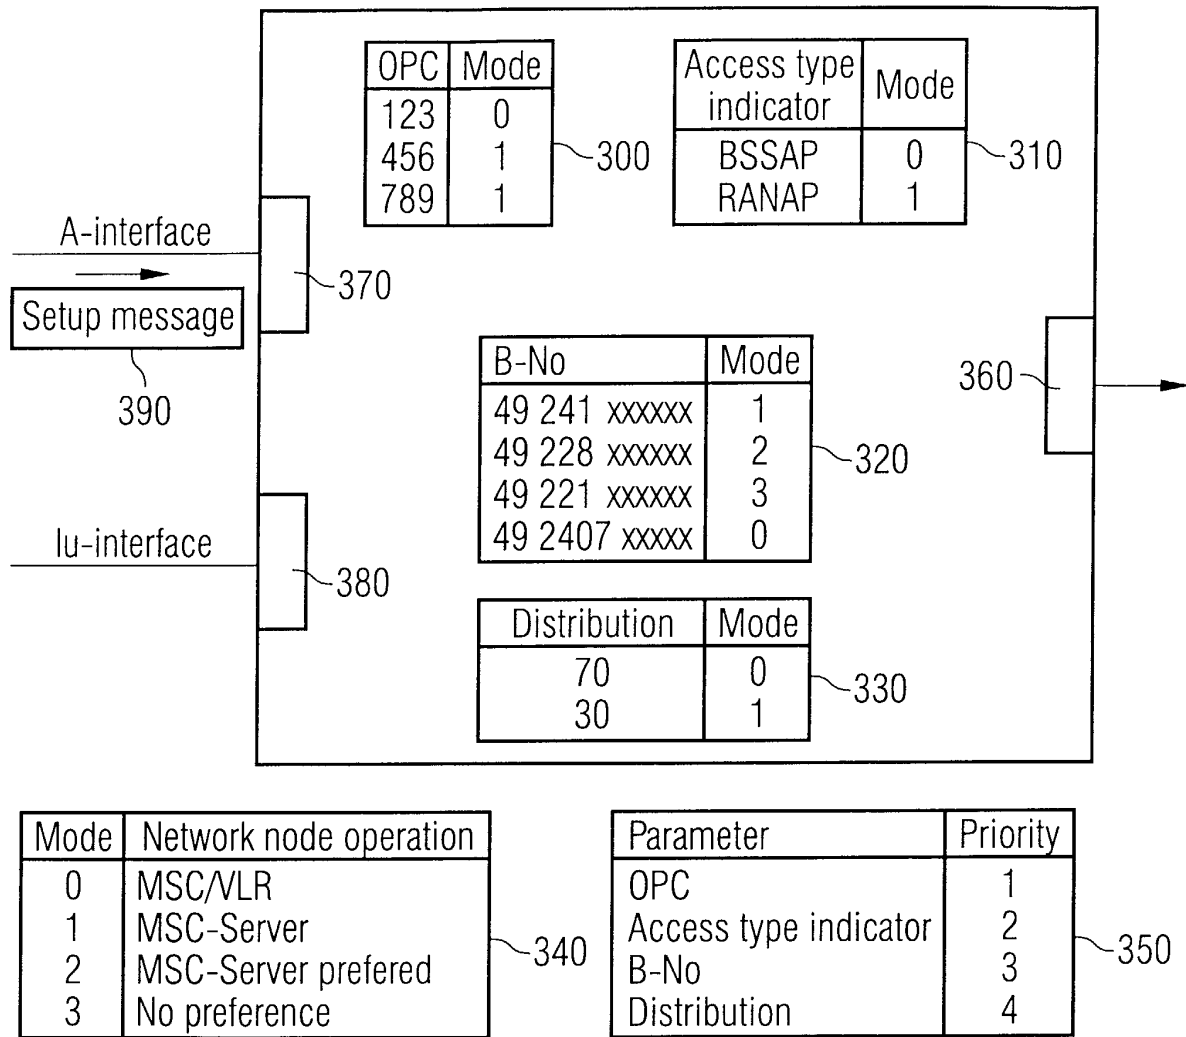 OPC Mode
123 0
456 1
789 1
300
Access type indicator Mode
BSSAP 0
RANAP 1
310
A-interface
Setup message
390
370
B-No Mode
49 241 xxxxxx 1
49 228 xxxxxx 2
49 221 xxxxxx 3
49 2407 xxxxx 0
320
360
Iu-interface
380
Distribution Mode
70 0
30 1
330
Mode Network node operation
0 MSC/VLR
1 MSC-Server
2 MSC-Server prefered
3 No preference
340
Parameter Priority
OPC 1
Access type indicator 2
B-No 3
Distribution 4
350